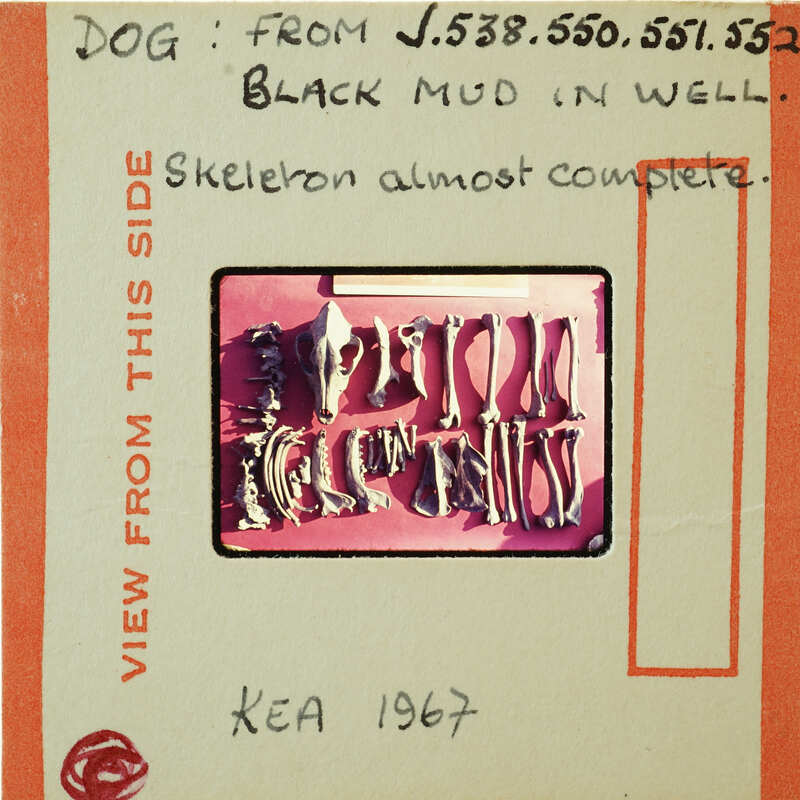 DOG : FROM J.538.550.551.552
BLACK MUD IN WELL.
Skeleton almost complete.
VIEW FROM THIS SIDE
KEA 1967